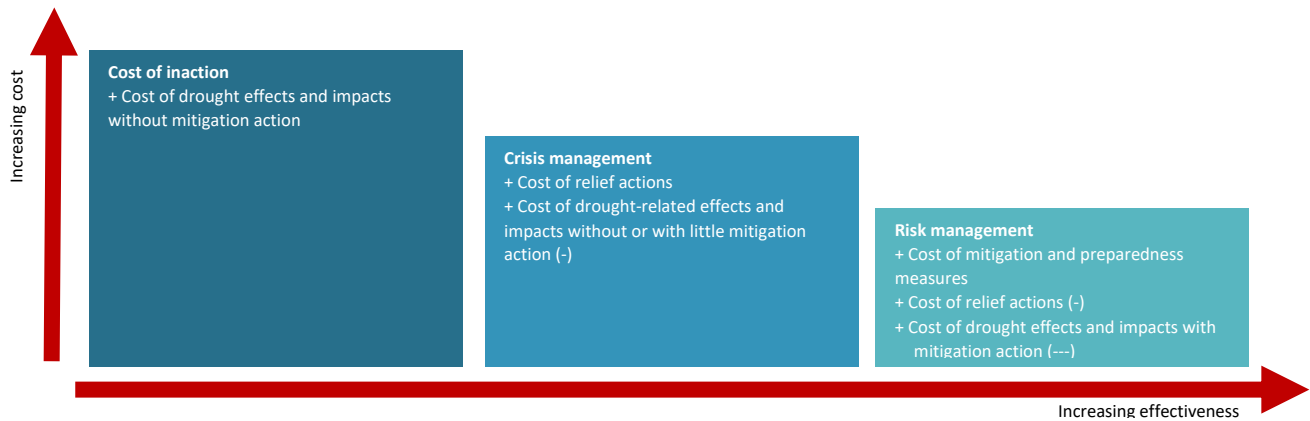 Increasing cost
Cost of inaction
+ Cost of drought effects and impacts
without mitigation action
Crisis management
+ Cost of relief actions
+ Cost of drought-related effects and
impacts without or with little mitigation
action (-)
Risk management
+ Cost of mitigation and preparedness
measures
+ Cost of relief actions (-)
+ Cost of drought effects and impacts with
mitigation action (---)
Increasing effectiveness